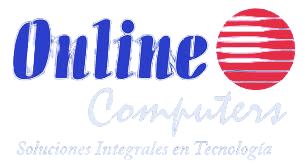 Online
Computers
Soluciones Integrales en Tecnología